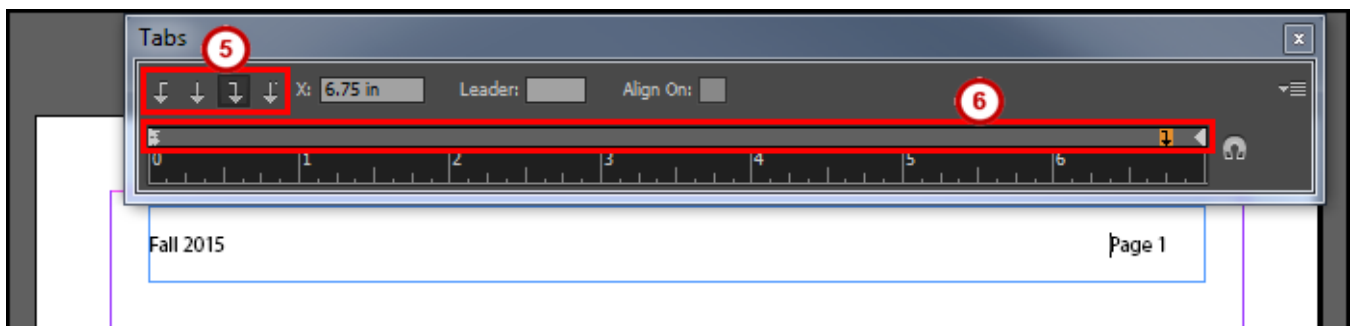 Tabs
5
X: 6.75 in Leader: Align On:
6
0 1 2 3 4 5 6
Fall 2015 Page 1